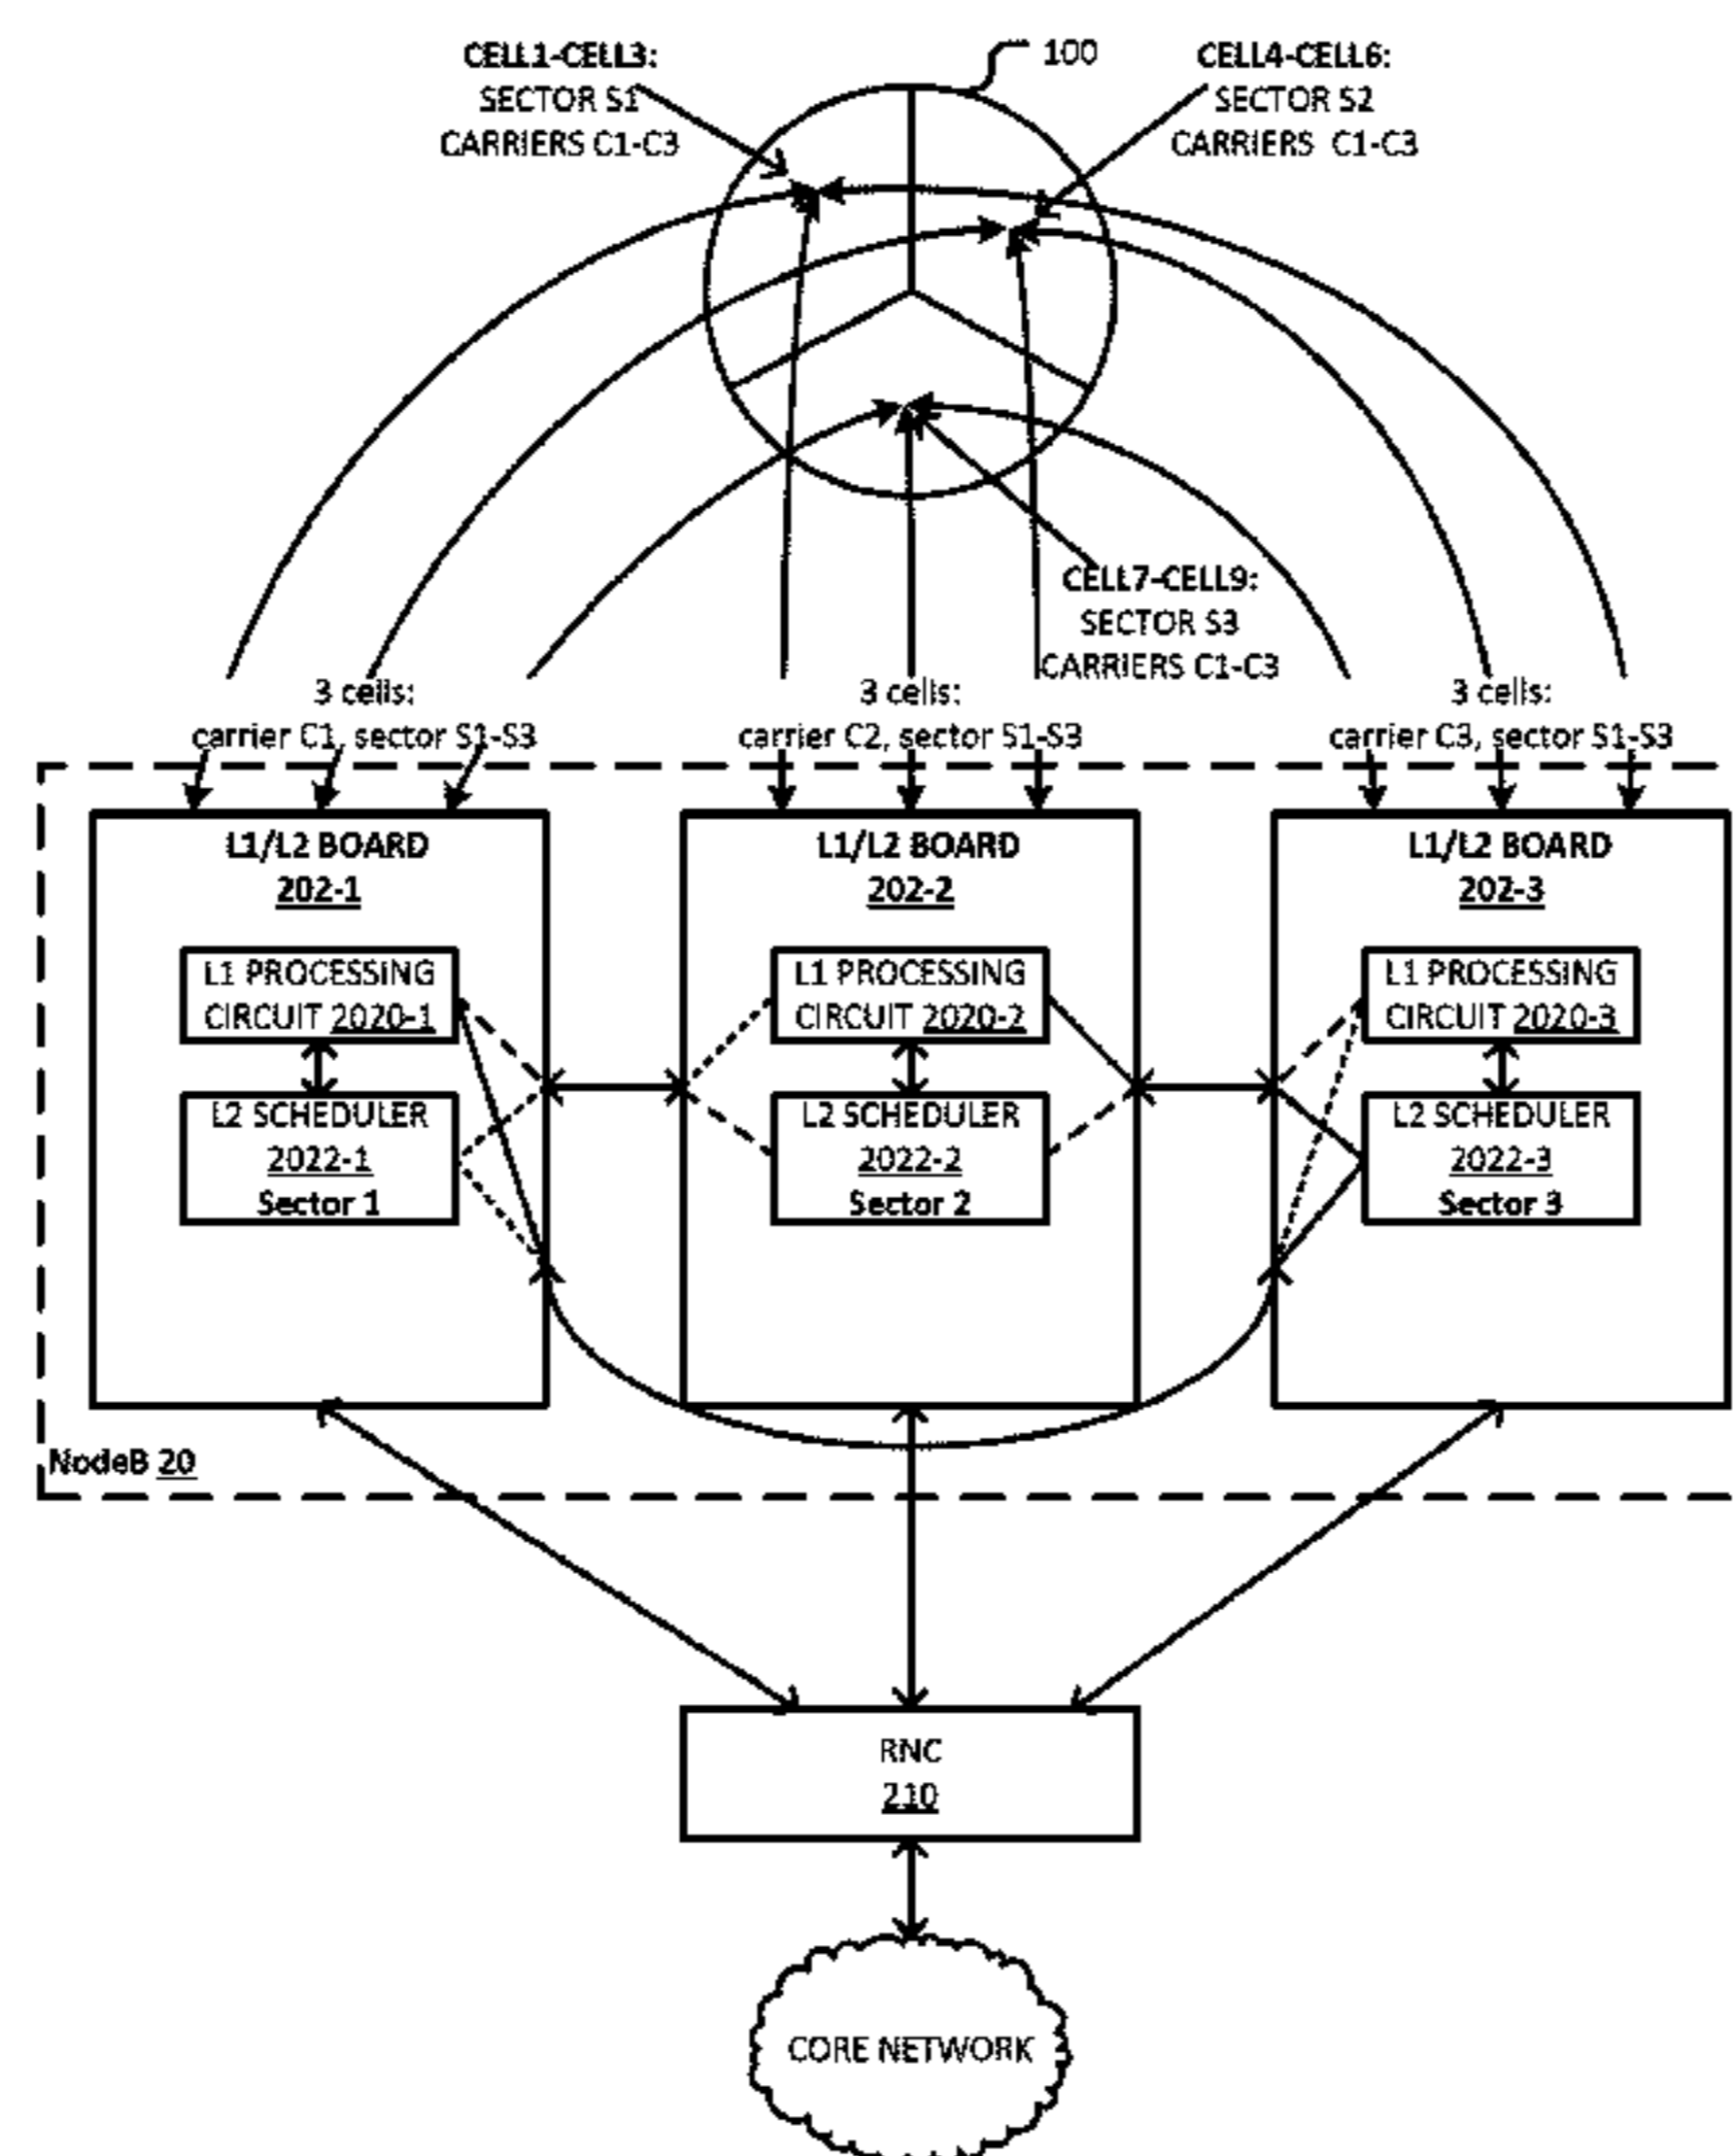 CELL1-CELL3:
SECTOR S1
CARRIERS C1-C3
100
CELL4-CELL6:
SECTOR S2
CARRIERS C1-C3
CELL7-CELL9:
SECTOR S3
CARRIERS C1-C3
3 cells:
carrier C1, sector S1-S3
3 cells:
carrier C2, sector S1-S3
3 cells:
carrier C3, sector S1-S3
L1/L2 BOARD
202-1
L1 PROCESSING
CIRCUIT 2020-1
L2 SCHEDULER
2022-1
Sector 1
L1/L2 BOARD
202-2
L1 PROCESSING
CIRCUIT 2020-2
L2 SCHEDULER
2022-2
Sector 2
L1/L2 BOARD
202-3
L1 PROCESSING
CIRCUIT 2020-3
L2 SCHEDULER
2022-3
Sector 3
NodeB 20
RNC
210
CORE NETWORK